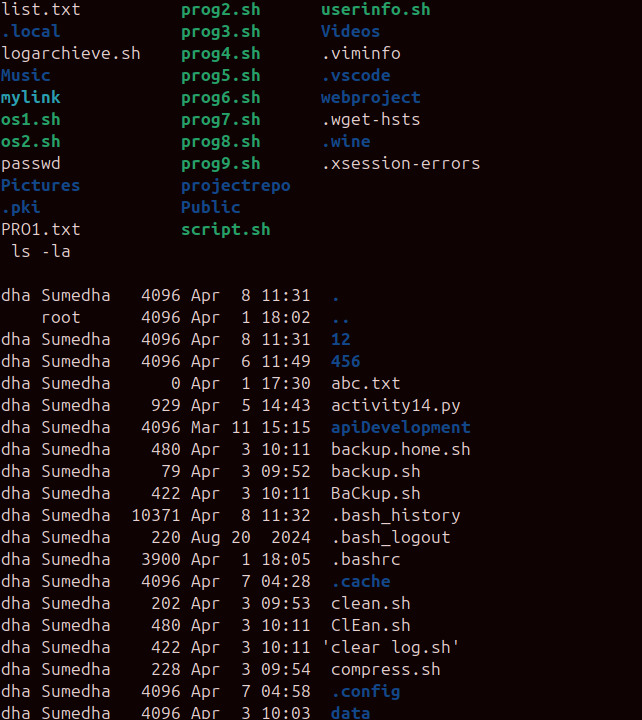 list.txt prog2.sh userinfo.sh
.local prog3.sh Videos
logarchieve.sh prog4.sh .viminfo
Music prog5.sh .vscode
mylink prog6.sh webproject
os1.sh prog7.sh .wget-hsts
os2.sh prog8.sh .wine
passwd prog9.sh .xsession-errors
Pictures projectrepo
.pki Public
PRO1.txt script.sh
ls -la
dha Sumedha 4096 Apr 8 11:31 .
root 4096 Apr 1 18:02 ..
dha Sumedha 4096 Apr 8 11:31 12
dha Sumedha 4096 Apr 6 11:49 456
dha Sumedha 0 Apr 1 17:30 abc.txt
dha Sumedha 929 Apr 5 14:43 activity14.py
dha Sumedha 4096 Mar 11 15:15 apiDevelopment
dha Sumedha 480 Apr 3 10:11 backup.home.sh
dha Sumedha 79 Apr 3 09:52 backup.sh
dha Sumedha 422 Apr 3 10:11 BaCkup.sh
dha Sumedha 10371 Apr 8 11:32 .bash_history
dha Sumedha 220 Aug 20 2024 .bash_logout
dha Sumedha 3900 Apr 1 18:05 .bashrc
dha Sumedha 4096 Apr 7 04:28 .cache
dha Sumedha 202 Apr 3 09:53 clean.sh
dha Sumedha 480 Apr 3 10:11 ClEan.sh
dha Sumedha 422 Apr 3 10:11 'clear log.sh'
dha Sumedha 228 Apr 3 09:54 compress.sh
dha Sumedha 4096 Apr 7 04:58 .config
dha Sumedha 4096 Apr 3 10:03 data